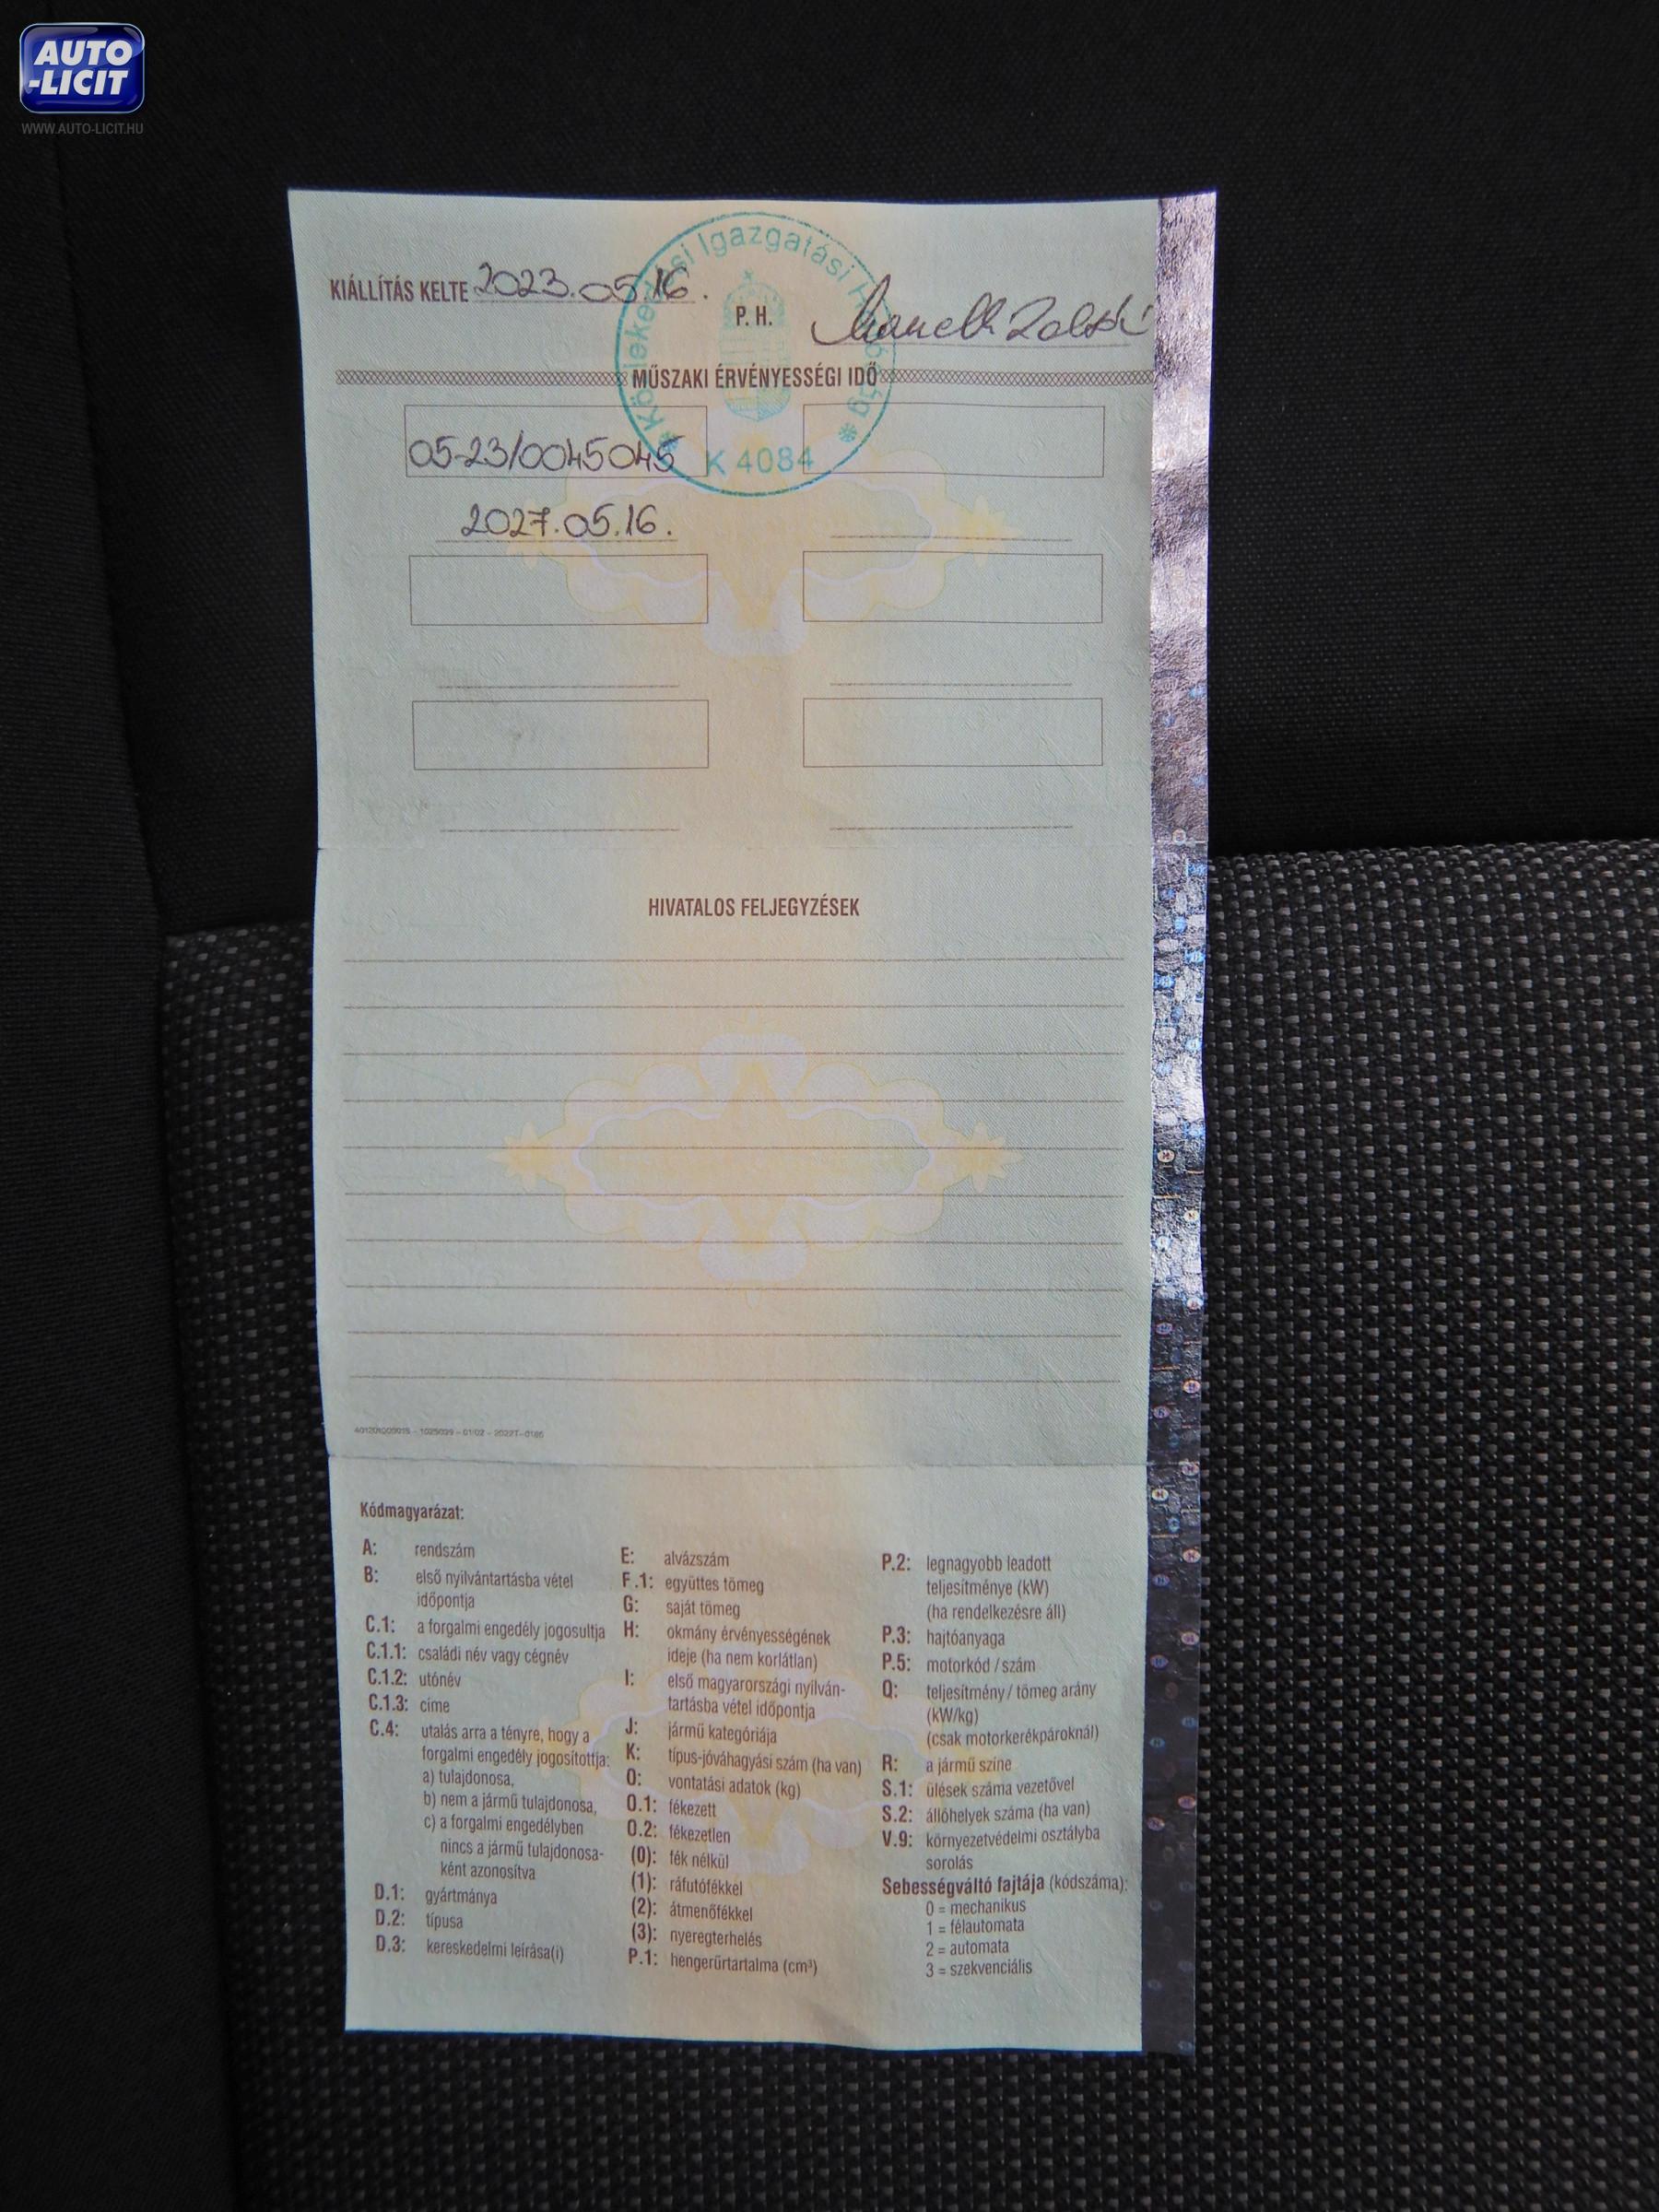 AUTO
-LICIT
WWW.AUTO-LICIT.HU
Közlekedési Igazgatási Hatóság
K 4084
KIÁLLÍTÁS KELTE 2023.05.16.
P. H.
MŰSZAKI ÉRVÉNYESSÉGI IDŐ
05-23/0045045
2027.05.16.
HIVATALOS FELJEGYZÉSEK
Kódmagyarázat:
A: rendszám
B: első nyilvántartásba vétel
időpontja
C.1: a forgalmi engedély jogosultja
C.1.1: családi név vagy cégnév
C.1.2: utónév
C.1.3: címe
C.4: utalás arra a tényre, hogy a
forgalmi engedély jogosítottja:
a) tulajdonosa,
b) nem a jármű tulajdonosa,
c) a forgalmi engedélyben
nincs a jármű tulajdonosa-
ként azonosítva
D.1: gyártmánya
D.2: típusa
D.3: kereskedelmi leírása(i)
E: alvázszám
F.1: együttes tömeg
G: saját tömeg
H: okmány érvényességének
ideje (ha nem korlátlan)
I: első magyarországi nyilván-
tartásba vétel időpontja
J: jármű kategóriája
K: típus-jóváhagyási szám (ha van)
O: vontatási adatok (kg)
O.1: fékezett
O.2: fékezetlen
(0): fék nélkül
(1): ráfutófékkel
(2): átmenőfékkel
(3): nyeregterhelés
P.1: hengerűrtartalma (cm³)
P.2: legnagyobb leadott
teljesítménye (kW)
(ha rendelkezésre áll)
P.3: hajtóanyaga
P.5: motorkód / szám
Q: teljesítmény / tömeg arány
(kW/kg)
(csak motorkerékpároknál)
R: a jármű színe
S.1: ülések száma vezetővel
S.2: állóhelyek száma (ha van)
V.9: környezetvédelmi osztályba
sorolás
Sebességváltó fajtája (kódszáma):
0 = mechanikus
1 = félautomata
2 = automata
3 = szekvenciális